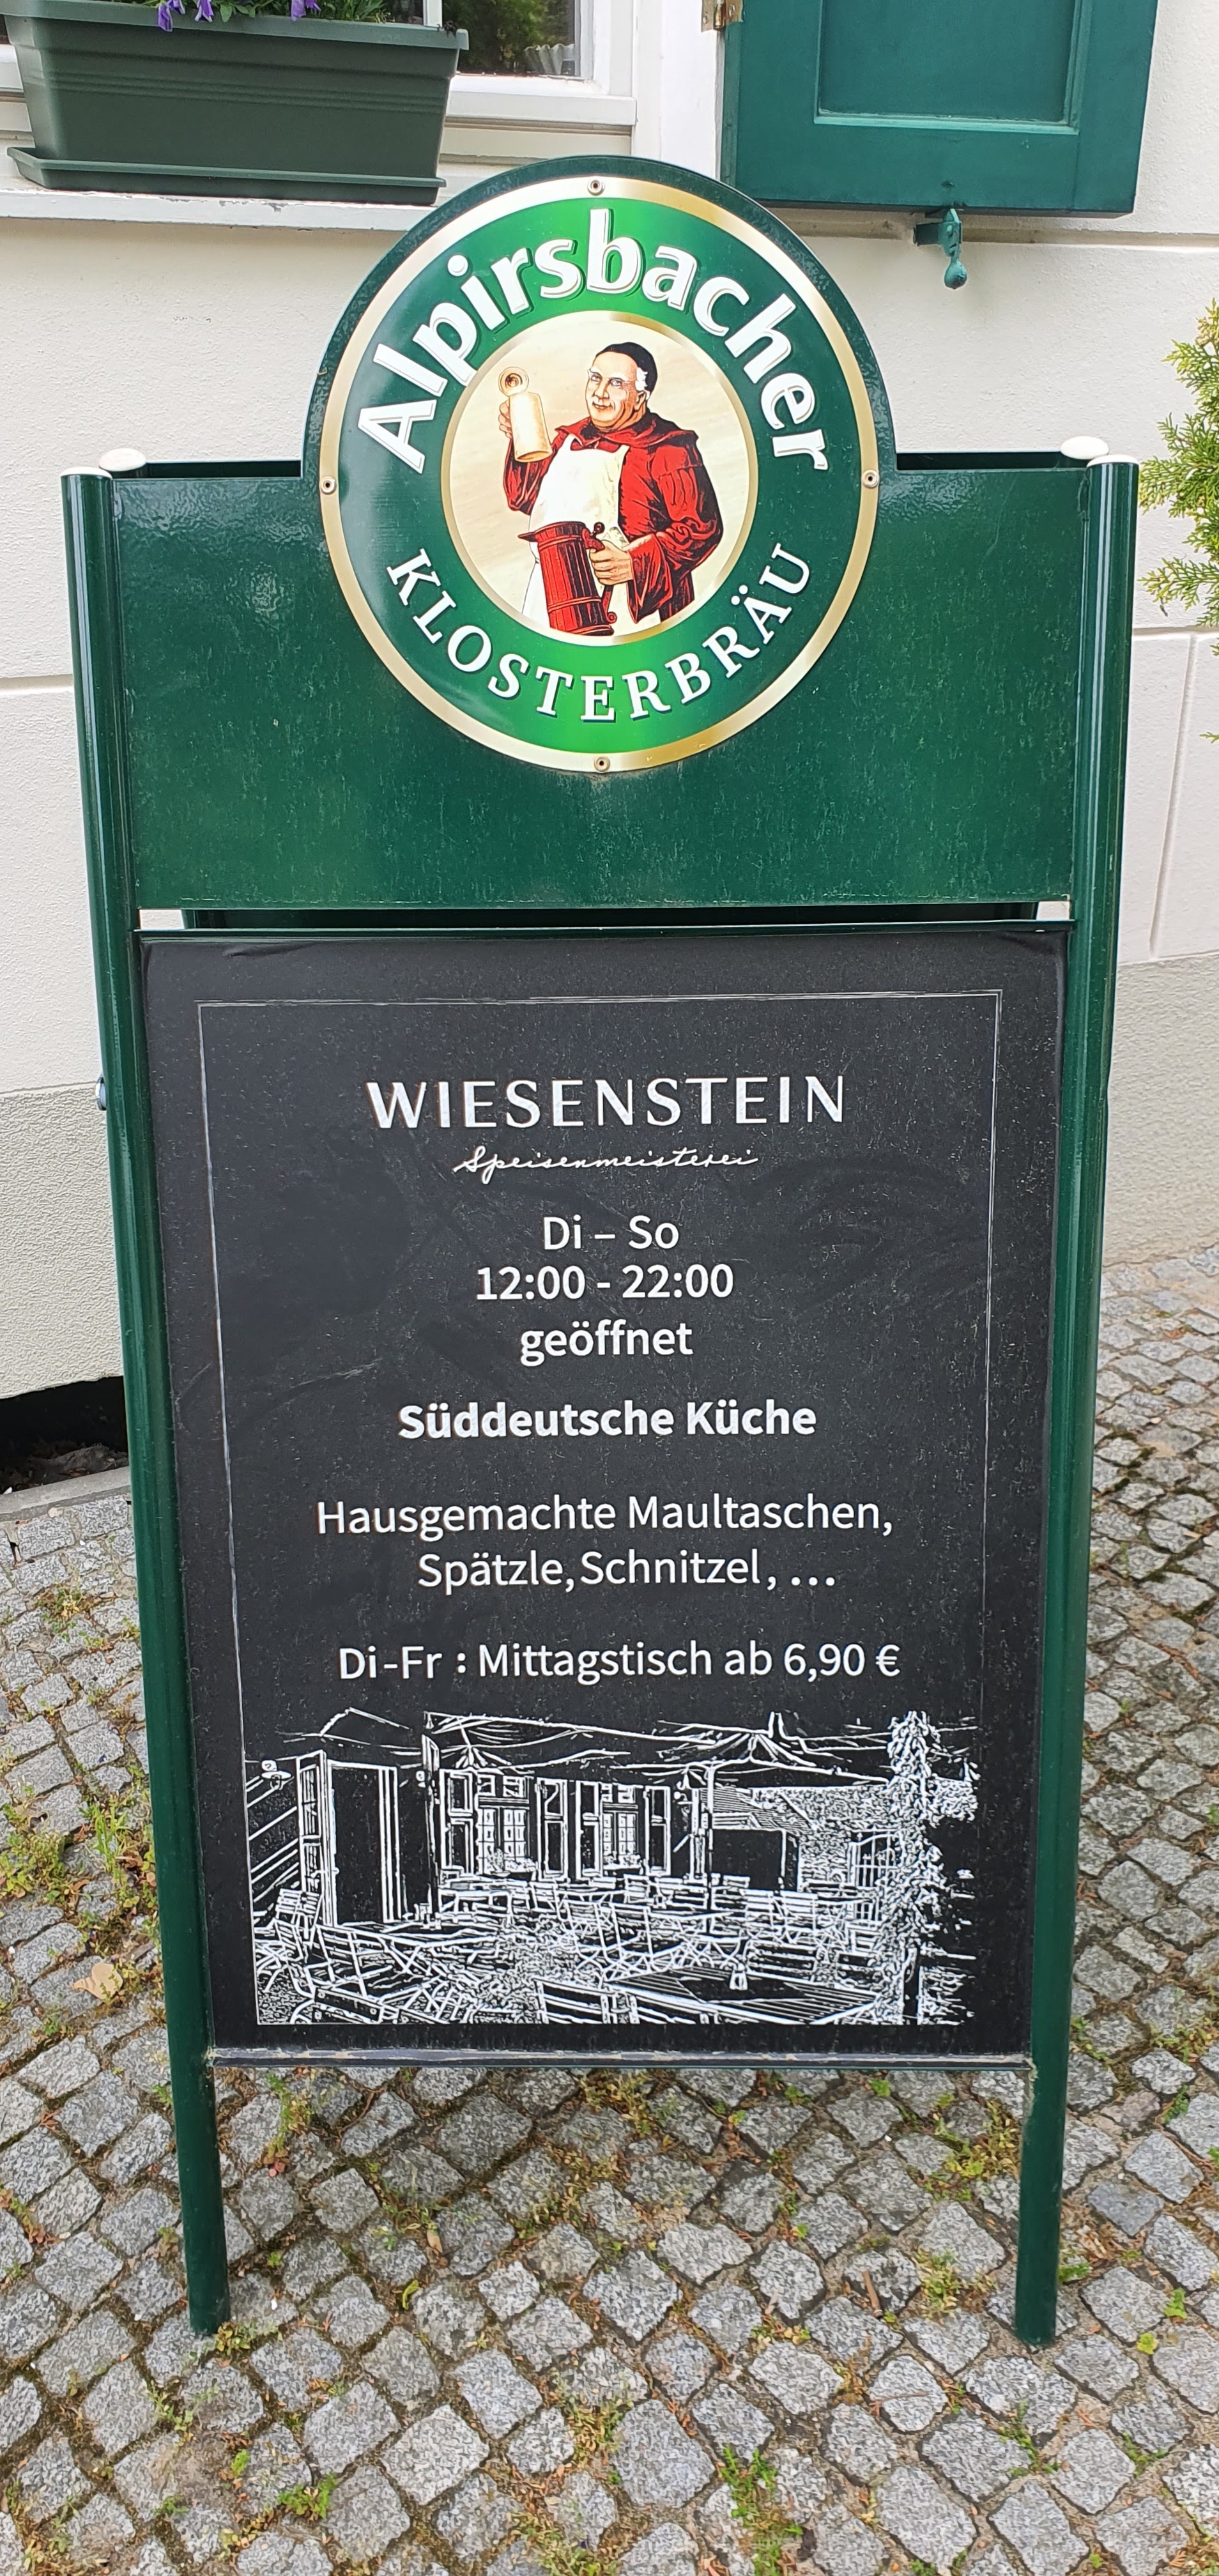 Alpirsbacher
KLOSTERBRÄU
WIESENSTEIN
Speisenmeisterei
Di – So
12:00 - 22:00
geöffnet
Süddeutsche Küche
Hausgemachte Maultaschen,
Spätzle, Schnitzel, ...
Di-Fr : Mittagstisch ab 6,90 €